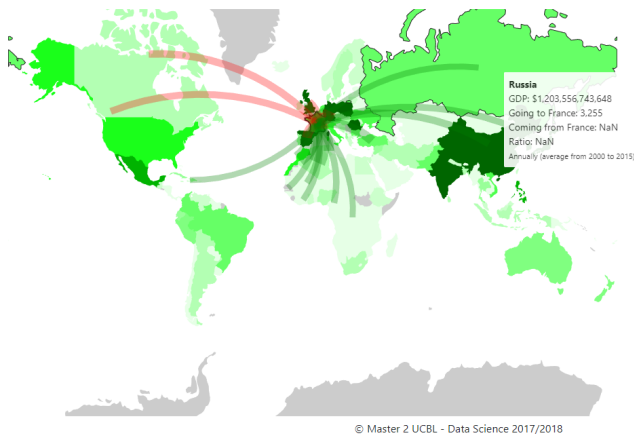 Russia
GDP: $1,203,556,743,648
Going to France: 3,255
Coming from France: NaN
Ratio: NaN
Annually (average from 2000 to 2015)
© Master 2 UCBL - Data Science 2017/2018